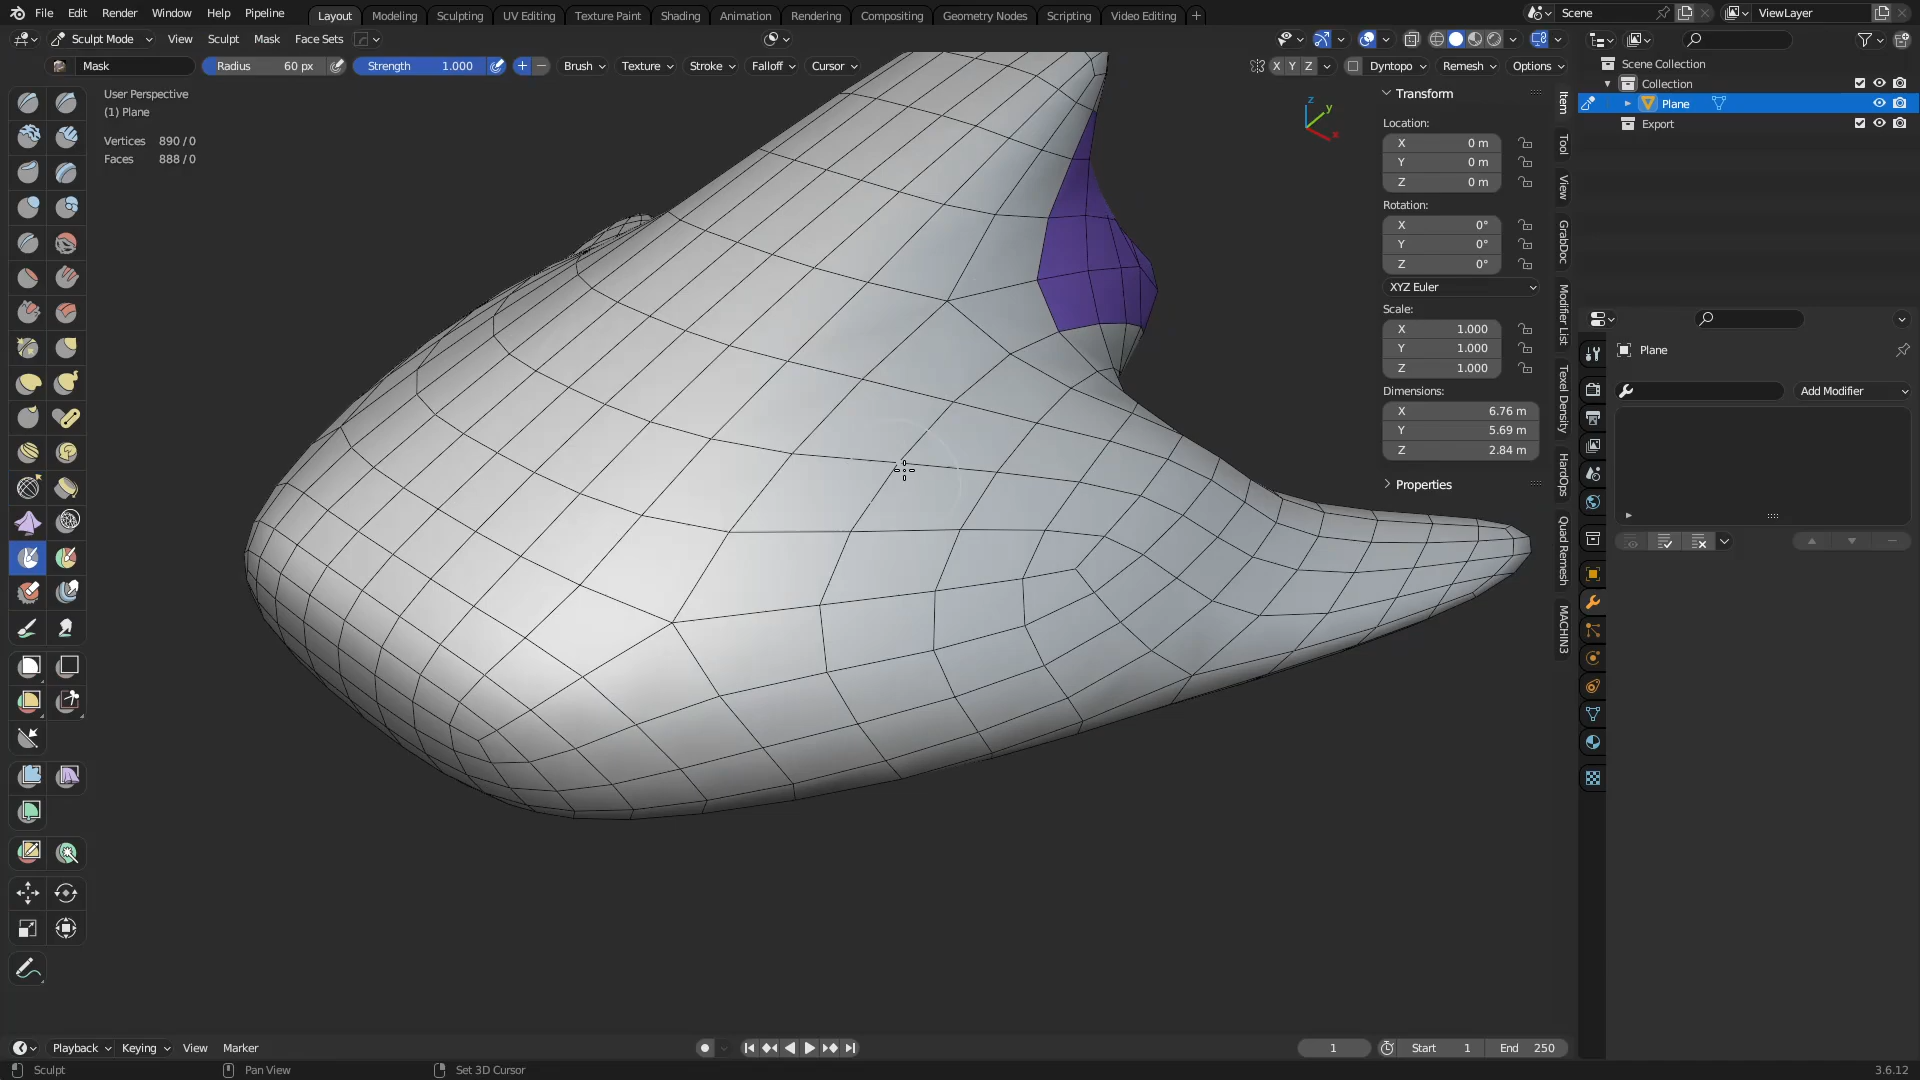 File Edit Render Window Help Pipeline Layout Modeling Sculpting UV Editing Texture Paint Shading Animation Rendering Compositing Geometry Nodes Scripting Video Editing + Scene ViewLayer
Sculpt Mode View Sculpt Mask Face Sets
Mask Radius 60 px Strength 1.000 Brush Texture Stroke Falloff Cursor X Y Z Dyntopo Remesh Options
User Perspective
(1) Plane
Vertices 890 / 0
Faces 888 / 0
z
y
x
Transform
Location:
X 0 m
Y 0 m
Z 0 m
Rotation:
X 0°
Y 0°
Z 0°
XYZ Euler
Scale:
X 1.000
Y 1.000
Z 1.000
Dimensions:
X 6.76 m
Y 5.69 m
Z 2.84 m
Properties
Item
Tool
View
GrabDoc
Modifier List
Texel Density
HardOps
Quad Remesh
MACHIN3
Scene Collection
Collection
Plane
Export
Plane
Add Modifier
Playback Keying View Marker 1 Start 1 End 250
Sculpt Pan View Set 3D Cursor 3.6.12